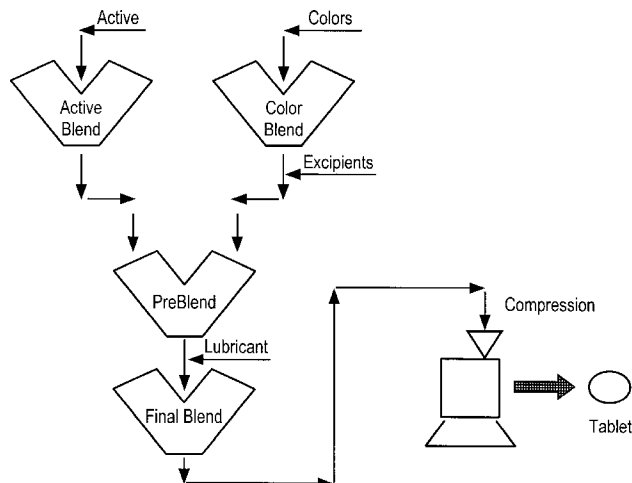 Active
Colors
Active
Blend
Color
Blend
Excipients
PreBlend
Compression
Lubricant
Final Blend
Tablet